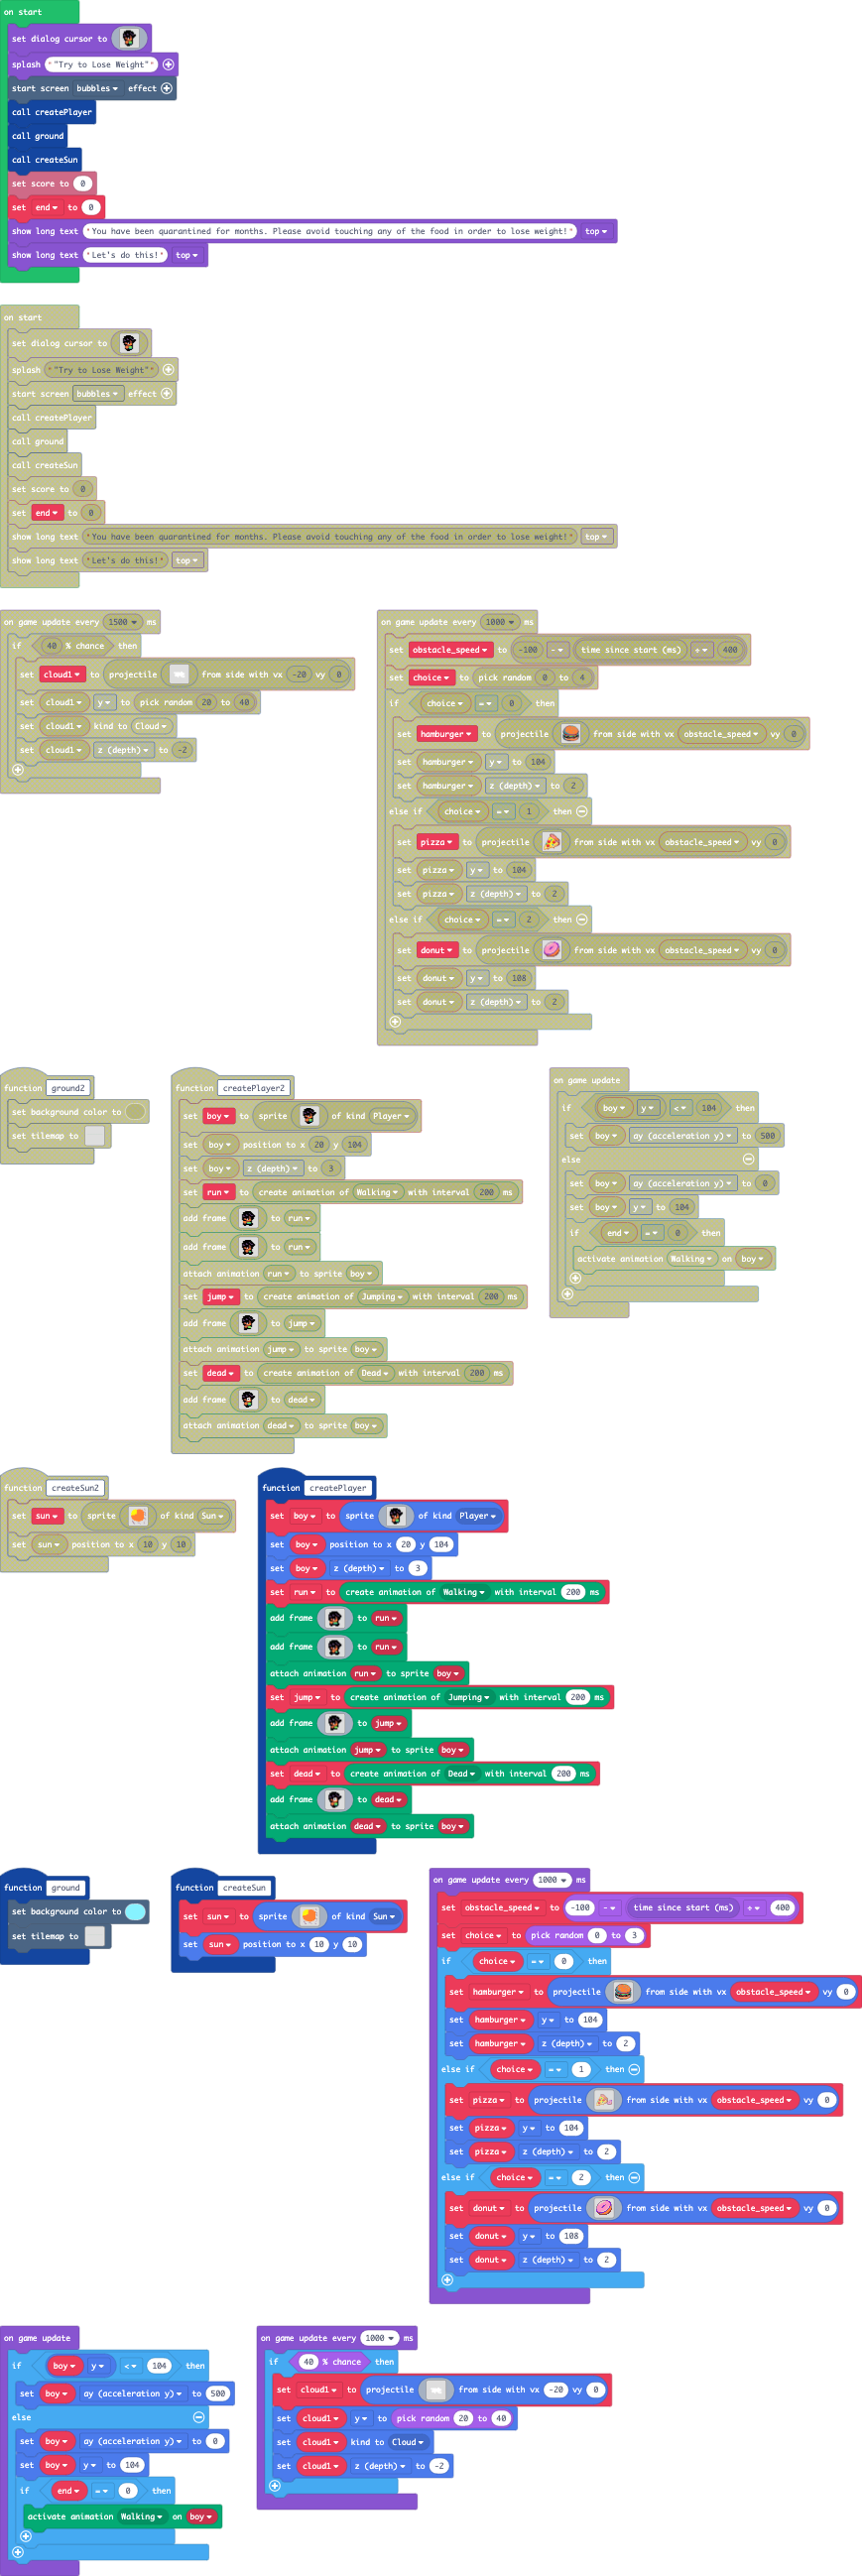 on start
set dialog cursor to
splash ""Try to Lose Weight""
start screen bubbles effect
call createPlayer
call ground
call createSun
set score to 0
set end to 0
show long text "You have been quarantined for months. Please avoid touching any of the food in order to lose weight!" top
show long text "Let's do this!" top
on start
set dialog cursor to
splash ""Try to Lose Weight""
start screen bubbles effect
call createPlayer
call ground
call createSun
set score to 0
set end to 0
show long text "You have been quarantined for months. Please avoid touching any of the food in order to lose weight!" top
show long text "Let's do this!" top
on game update every 1500 ms
if 40 % chance then
set cloud1 to projectile from side with vx -20 vy 0
set cloud1 y to pick random 20 to 40
set cloud1 kind to Cloud
set cloud1 z (depth) to -2
on game update every 1000 ms
set obstacle_speed to -100 - time since start (ms) ÷ 400
set choice to pick random 0 to 4
if choice = 0 then
set hamburger to projectile from side with vx obstacle_speed vy 0
set hamburger y to 104
set hamburger z (depth) to 2
else if choice = 1 then
set pizza to projectile from side with vx obstacle_speed vy 0
set pizza y to 104
set pizza z (depth) to 2
else if choice = 2 then
set donut to projectile from side with vx obstacle_speed vy 0
set donut y to 108
set donut z (depth) to 2
function ground2
set background color to
set tilemap to
function createPlayer2
set boy to sprite of kind Player
set boy position to x 20 y 104
set boy z (depth) to 3
set run to create animation of Walking with interval 200 ms
add frame to run
add frame to run
attach animation run to sprite boy
set jump to create animation of Jumping with interval 200 ms
add frame to jump
attach animation jump to sprite boy
set dead to create animation of Dead with interval 200 ms
add frame to dead
attach animation dead to sprite boy
on game update
if boy y < 104 then
set boy ay (acceleration y) to 500
else
set boy ay (acceleration y) to 0
set boy y to 104
if end = 0 then
activate animation Walking on boy
function createSun2
set sun to sprite of kind Sun
set sun position to x 10 y 10
function createPlayer
set boy to sprite of kind Player
set boy position to x 20 y 104
set boy z (depth) to 3
set run to create animation of Walking with interval 200 ms
add frame to run
add frame to run
attach animation run to sprite boy
set jump to create animation of Jumping with interval 200 ms
add frame to jump
attach animation jump to sprite boy
set dead to create animation of Dead with interval 200 ms
add frame to dead
attach animation dead to sprite boy
function ground
set background color to
set tilemap to
function createSun
set sun to sprite of kind Sun
set sun position to x 10 y 10
on game update every 1000 ms
set obstacle_speed to -100 - time since start (ms) ÷ 400
set choice to pick random 0 to 3
if choice = 0 then
set hamburger to projectile from side with vx obstacle_speed vy 0
set hamburger y to 104
set hamburger z (depth) to 2
else if choice = 1 then
set pizza to projectile from side with vx obstacle_speed vy 0
set pizza y to 104
set pizza z (depth) to 2
else if choice = 2 then
set donut to projectile from side with vx obstacle_speed vy 0
set donut y to 108
set donut z (depth) to 2
on game update
if boy y < 104 then
set boy ay (acceleration y) to 500
else
set boy ay (acceleration y) to 0
set boy y to 104
if end = 0 then
activate animation Walking on boy
on game update every 1000 ms
if 40 % chance then
set cloud1 to projectile from side with vx -20 vy 0
set cloud1 y to pick random 20 to 40
set cloud1 kind to Cloud
set cloud1 z (depth) to -2